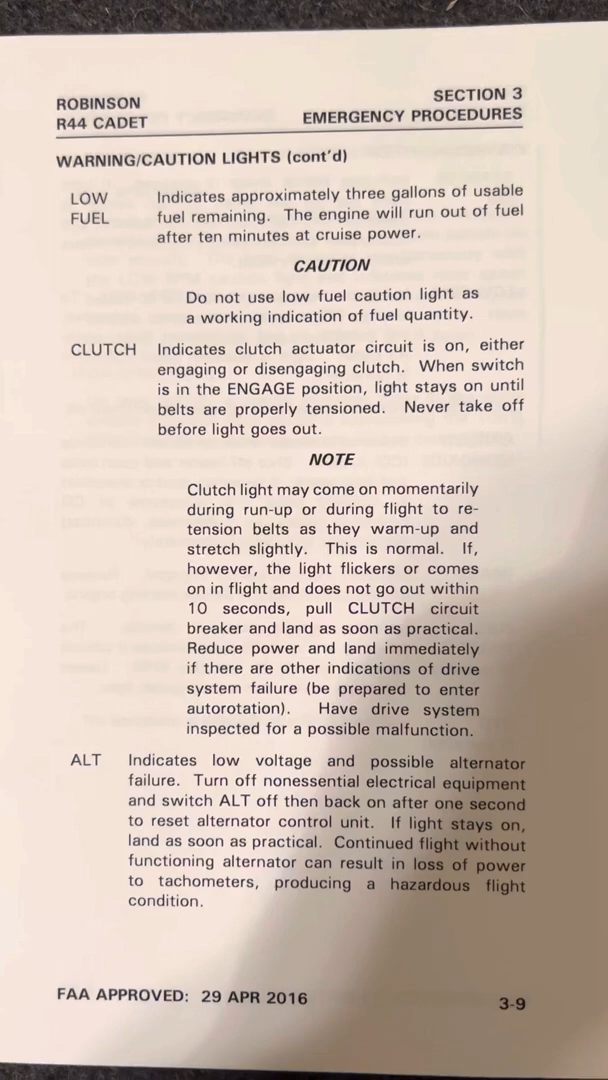 ROBINSON
R44 CADET
SECTION 3
EMERGENCY PROCEDURES
WARNING/CAUTION LIGHTS (cont'd)
LOW FUEL
Indicates approximately three gallons of usable
fuel remaining. The engine will run out of fuel
after ten minutes at cruise power.
CAUTION
Do not use low fuel caution light as
a working indication of fuel quantity.
CLUTCH Indicates clutch actuator circuit is on, either
engaging or disengaging clutch. When switch
is in the ENGAGE position, light stays on until
belts are properly tensioned. Never take off
before light goes out.
NOTE
Clutch light may come on momentarily
during run-up or during flight to re-
tension belts as they warm-up and
stretch slightly. This is normal. If,
however, the light flickers or comes
on in flight and does not go out within
10 seconds, pull CLUTCH circuit
breaker and land as soon as practical.
Reduce power and land immediately
if there are other indications of drive
system failure (be prepared to enter
autorotation). Have drive system
inspected for a possible malfunction.
ALT Indicates low voltage and possible alternator
failure. Turn off nonessential electrical equipment
and switch ALT off then back on after one second
to reset alternator control unit. If light stays on,
land as soon as practical. Continued flight without
functioning alternator can result in loss of power
to tachometers, producing a hazardous flight
condition.
FAA APPROVED: 29 APR 2016
3-9